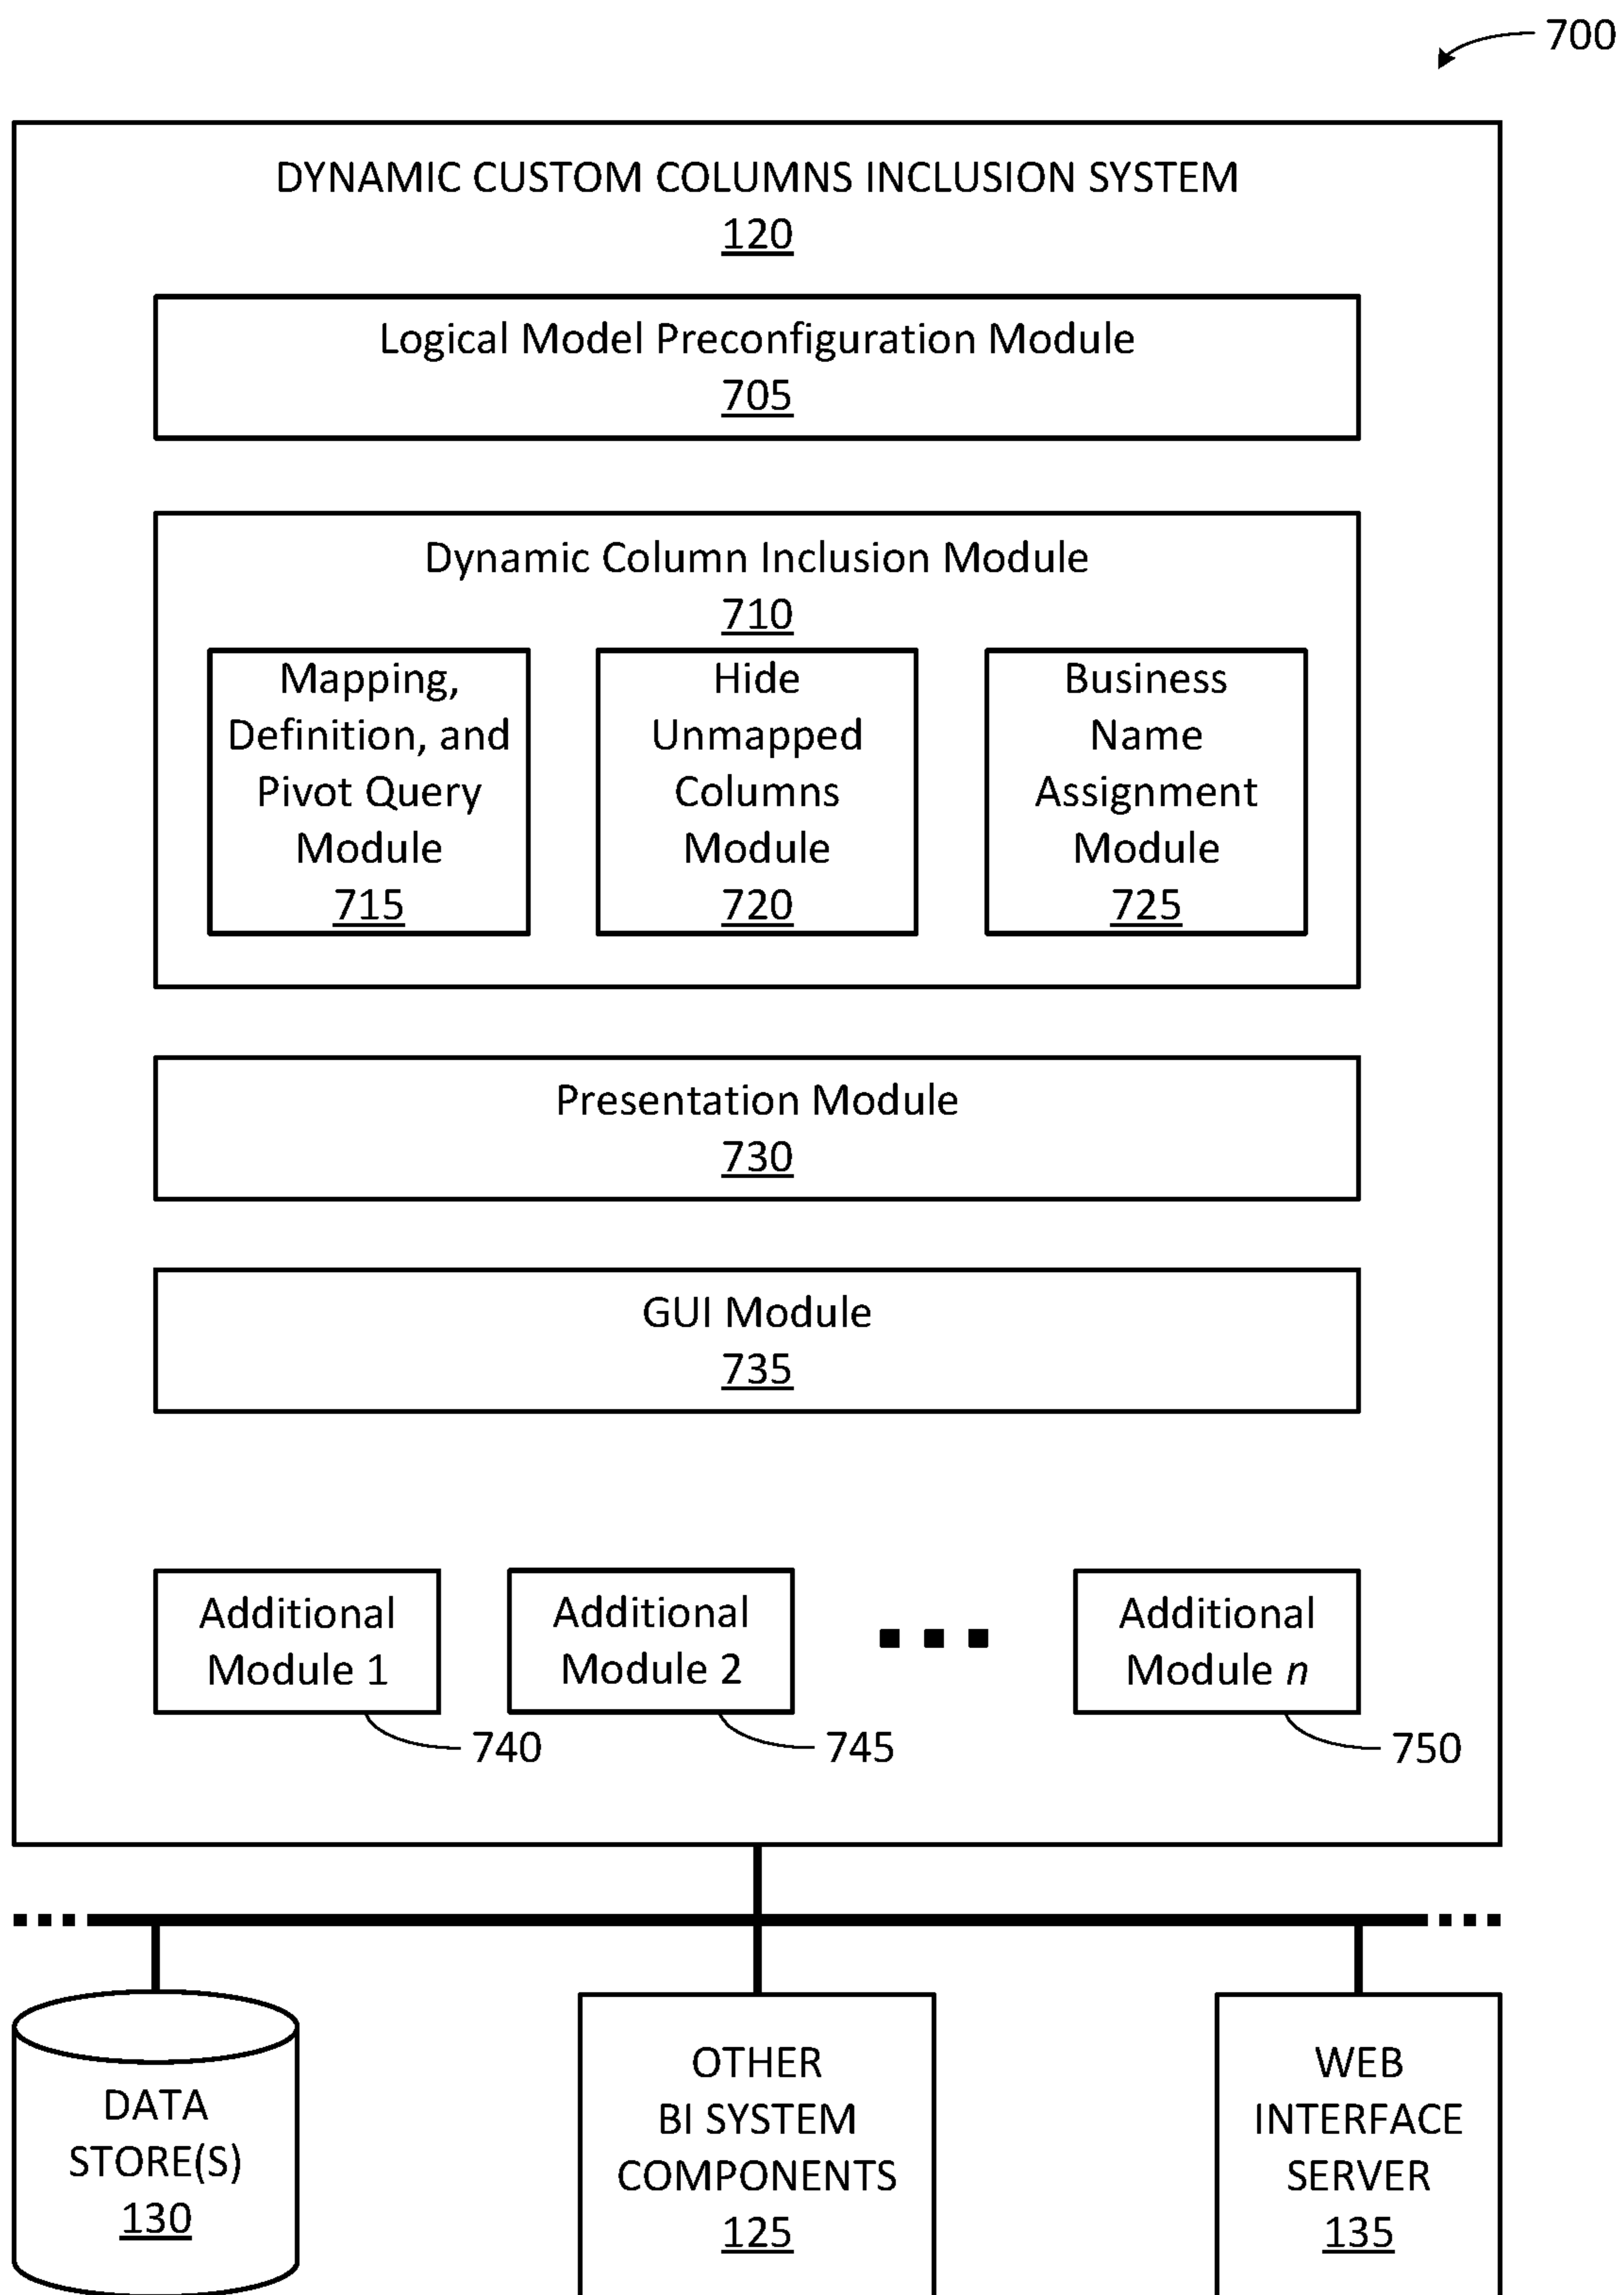 700
DYNAMIC CUSTOM COLUMNS INCLUSION SYSTEM
120
Logical Model Preconfiguration Module
705
Dynamic Column Inclusion Module
710
Mapping,
Definition, and
Pivot Query
Module
715
Hide
Unmapped
Columns
Module
720
Business
Name
Assignment
Module
725
Presentation Module
730
GUI Module
735
Additional
Module 1
740
Additional
Module 2
745
Additional
Module n
750
DATA
STORE(S)
130
OTHER
BI SYSTEM
COMPONENTS
125
WEB
INTERFACE
SERVER
135